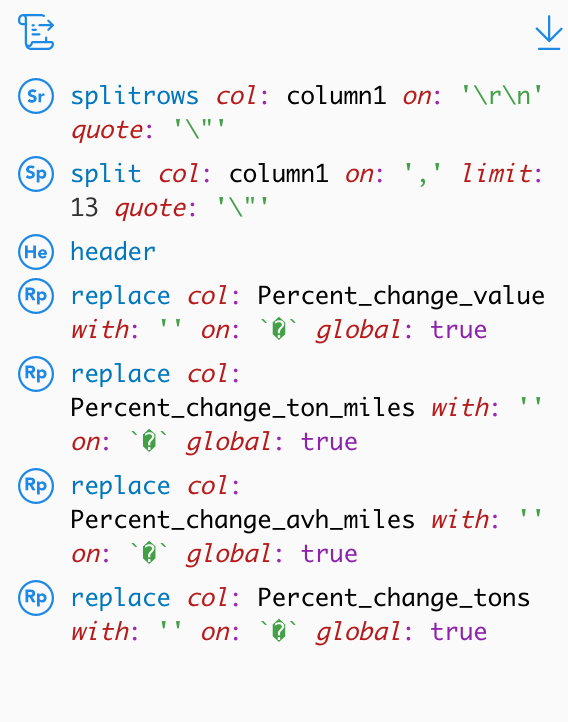 Sr splitrows col: column1 on: '\r\n'
quote: '\"'
Sp split col: column1 on: ',' limit:
13 quote: '\"'
He header
Rp replace col: Percent_change_value
with: '' on: `�` global: true
Rp replace col:
Percent_change_ton_miles with: ''
on: `�` global: true
Rp replace col:
Percent_change_avh_miles with: ''
on: `�` global: true
Rp replace col: Percent_change_tons
with: '' on: `�` global: true